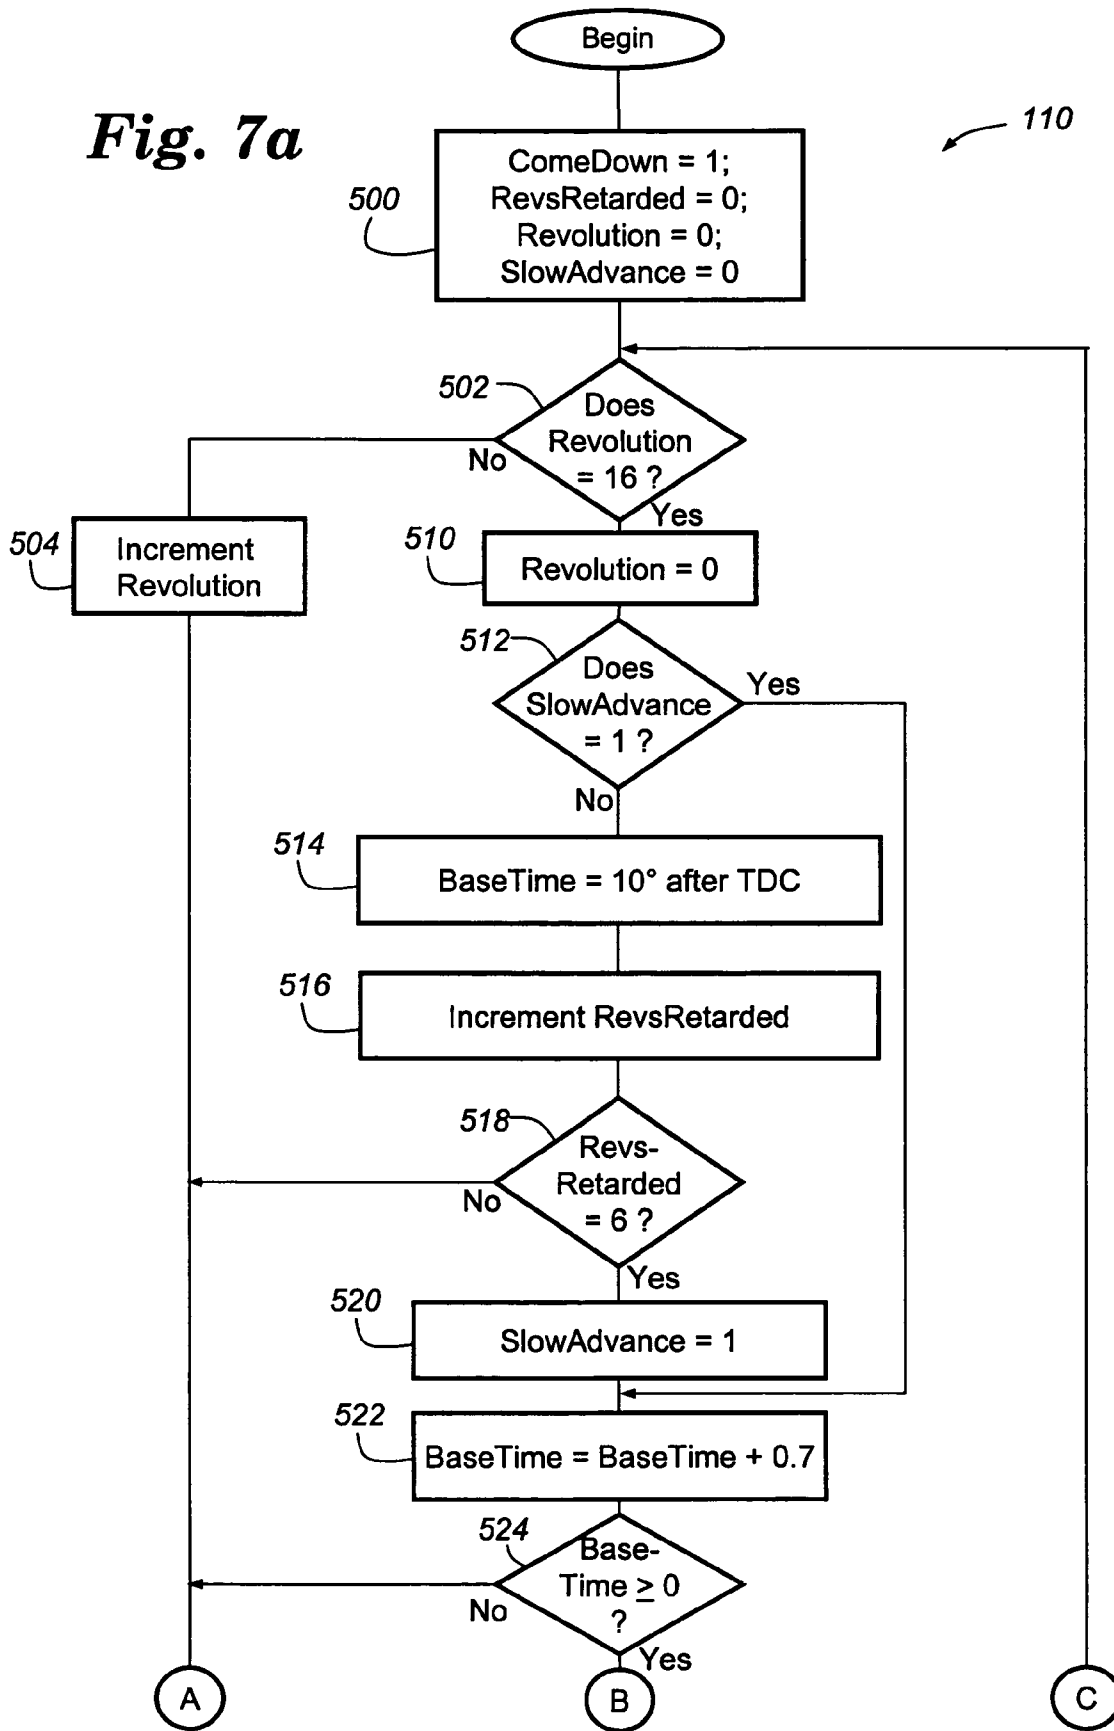 Begin
Fig. 7a
110
500
ComeDown = 1;
RevsRetarded = 0;
Revolution = 0;
SlowAdvance = 0
502
Does
Revolution
= 16 ?
No
Yes
504
Increment
Revolution
510
Revolution = 0
512
Does
SlowAdvance
= 1 ?
Yes
No
514
BaseTime = 10° after TDC
516
Increment RevsRetarded
518
Revs-
Retarded
= 6 ?
No
Yes
520
SlowAdvance = 1
522
BaseTime = BaseTime + 0.7
524
Base-
Time ≥ 0
?
No
Yes
A
B
C